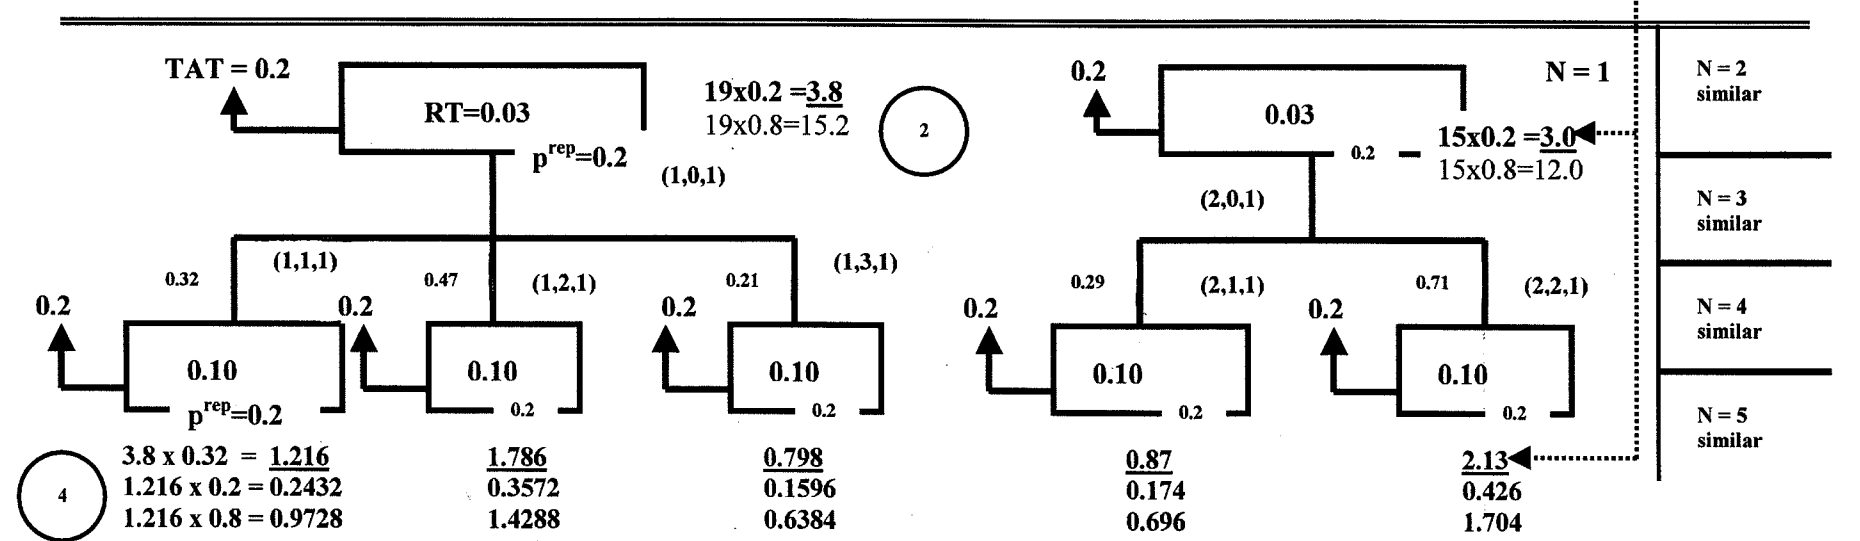 TAT = 0.2
RT=0.03
p^rep=0.2
19x0.2 =3.8
19x0.8=15.2
2
(1,0,1)
0.2
0.03
0.2
N = 1
15x0.2 =3.0
15x0.8=12.0
(2,0,1)
N = 2
similar
N = 3
similar
N = 4
similar
N = 5
similar
0.32
(1,1,1)
0.47
(1,2,1)
0.21
(1,3,1)
0.29
(2,1,1)
0.71
(2,2,1)
0.2
0.2
0.2
0.2
0.2
0.10
0.10
0.10
0.10
0.10
p^rep=0.2
0.2
0.2
0.2
0.2
4
3.8 x 0.32 = 1.216
1.216 x 0.2 = 0.2432
1.216 x 0.8 = 0.9728
1.786
0.3572
1.4288
0.798
0.1596
0.6384
0.87
0.174
0.696
2.13
0.426
1.704